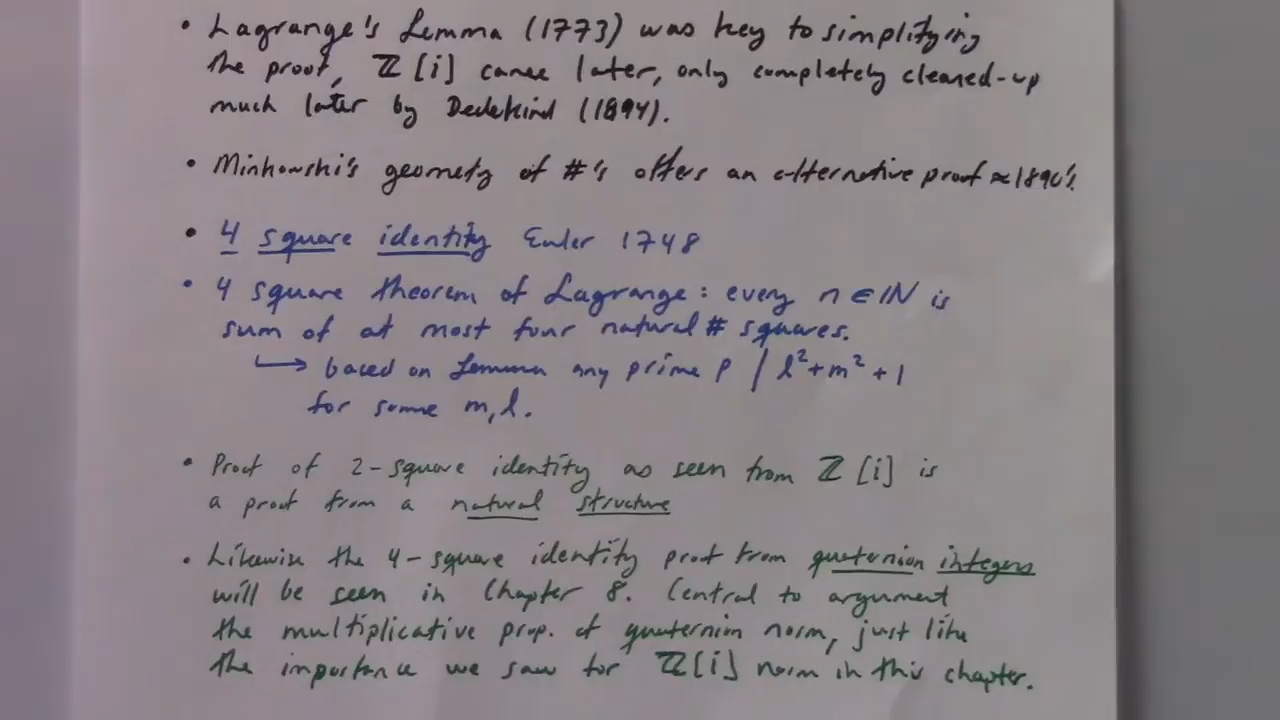 • Lagrange's Lemma (1773) was key to simplifying
the proof, ℤ[i] came later, only completely cleaned-up
much later by Dedekind (1894).
• Minkowski's geometry of #'s offers an alternative proof ≈1890's.
• 4 square identity Euler 1748
• 4 square theorem of Lagrange: every n ∈ ℕ is
sum of at most four natural # squares.
↳ based on Lemma any prime p | l² + m² + 1
for some m, l.
• Proof of 2-square identity as seen from ℤ[i] is
a proof from a natural structure
• Likewise the 4-square identity proof from quaternion integers
will be seen in Chapter 8. Central to argument
the multiplicative prop. of quaternion norm, just like
the importance we saw for ℤ[i] norm in this chapter.